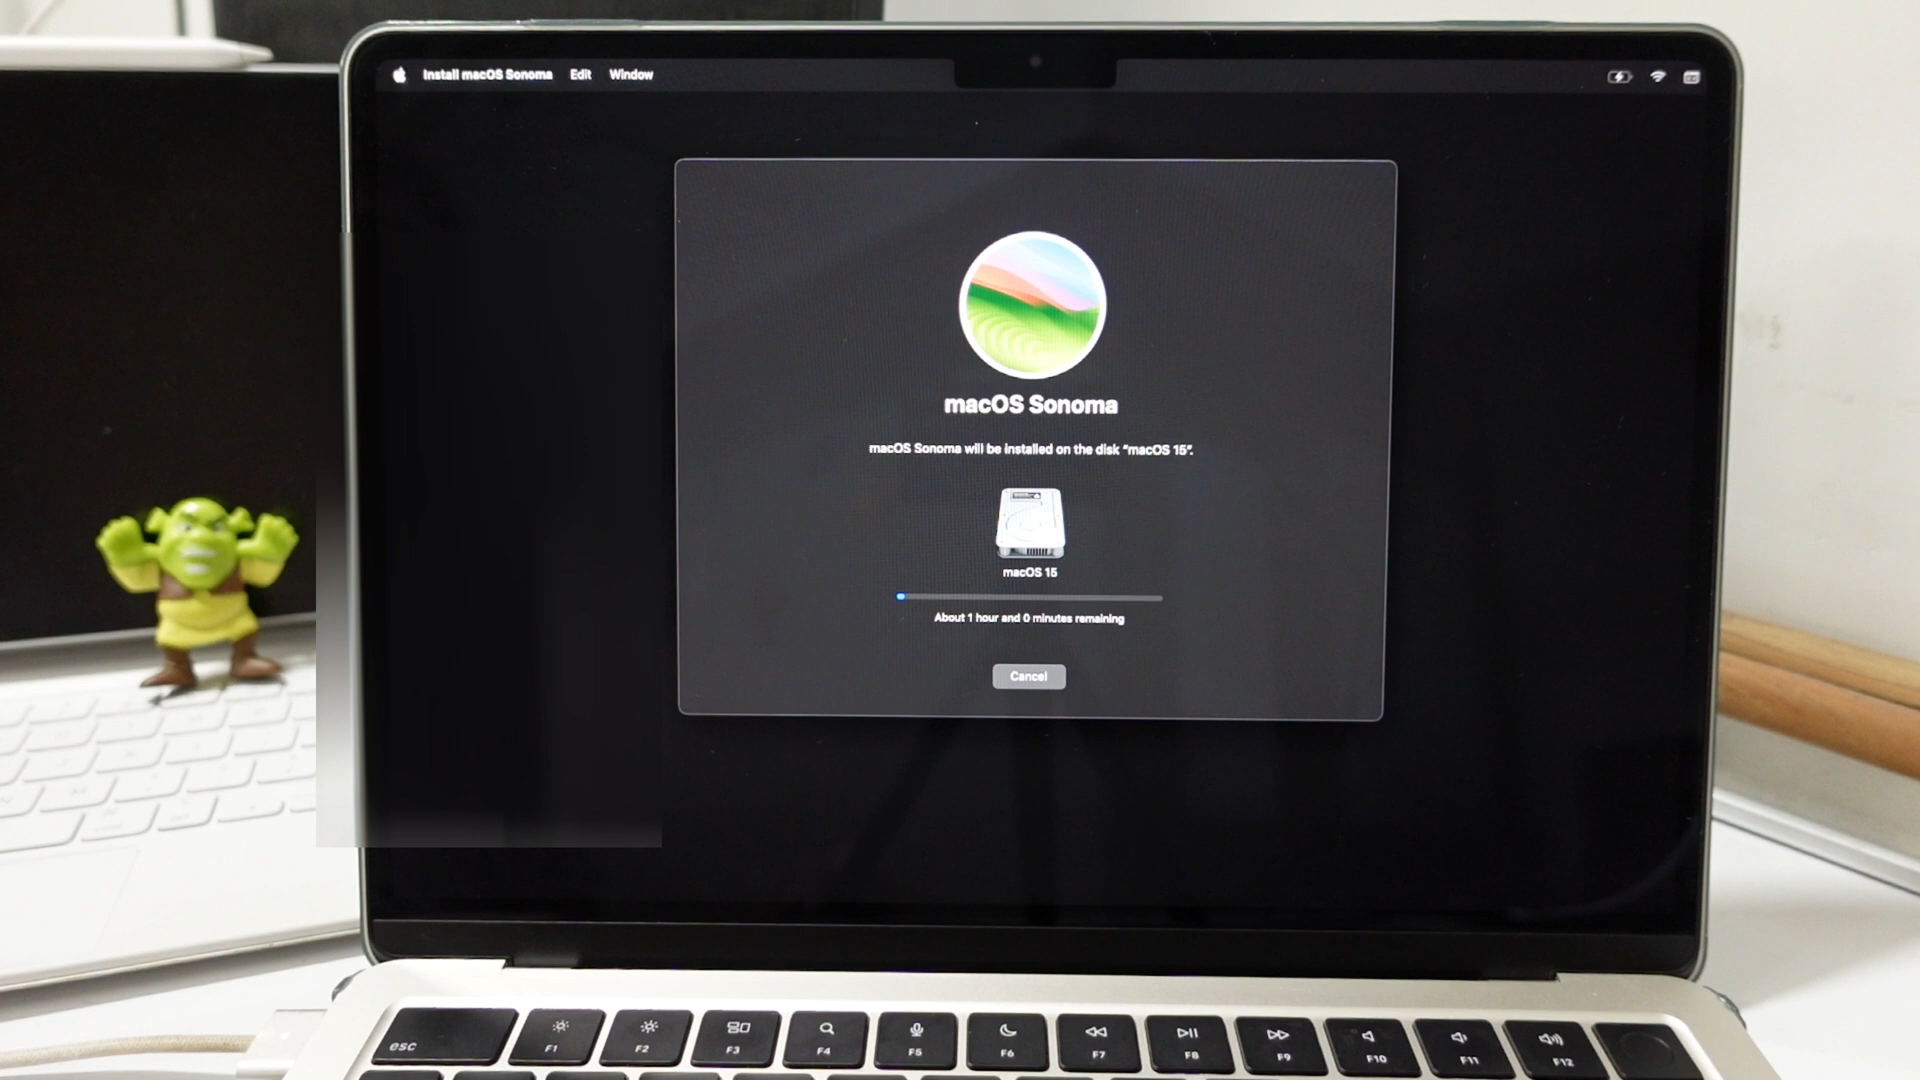 Install macOS Sonoma Edit Window
macOS Sonoma
macOS Sonoma will be installed on the disk “macOS 15”.
macOS 15
About 1 hour and 0 minutes remaining
Cancel
esc F1 F2 F3 F4 F5 F6 F7 F8 F9 F10 F11 F12